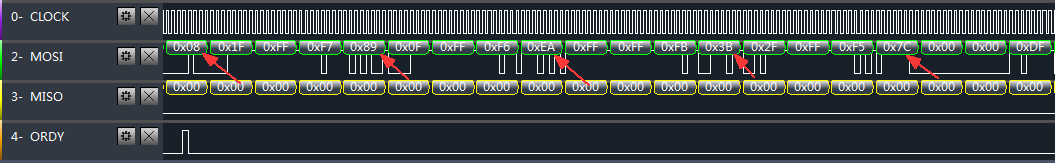 0- CLOCK
2- MOSI
0x08 0x1F 0xFF 0xF7 0x89 0x0F 0xFF 0xF6 0xEA 0xFF 0xFF 0xFB 0x3B 0x2F 0xFF 0xF5 0x7C 0x00 0x00 0xDF
3- MISO
0x00 0x00 0x00 0x00 0x00 0x00 0x00 0x00 0x00 0x00 0x00 0x00 0x00 0x00 0x00 0x00 0x00 0x00 0x00 0x00
4- ORDY